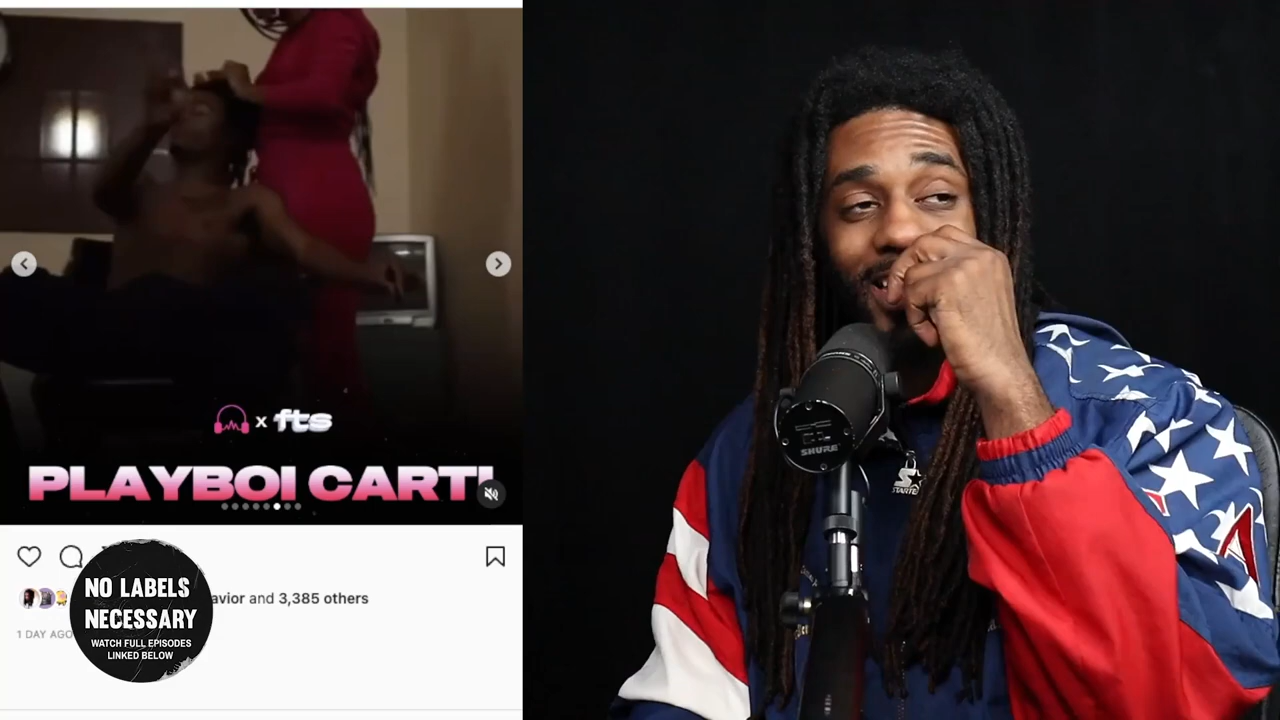 x fts
PLAYBOI CARTI
avior and 3,385 others
1 DAY AGO
NO LABELS
NECESSARY
WATCH FULL EPISODES
LINKED BELOW
SHURE
STARTE